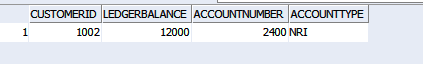 CUSTOMERID LEDGERBALANCE ACCOUNTNUMBER ACCOUNTTYPE
1 1002 12000 2400 NRI